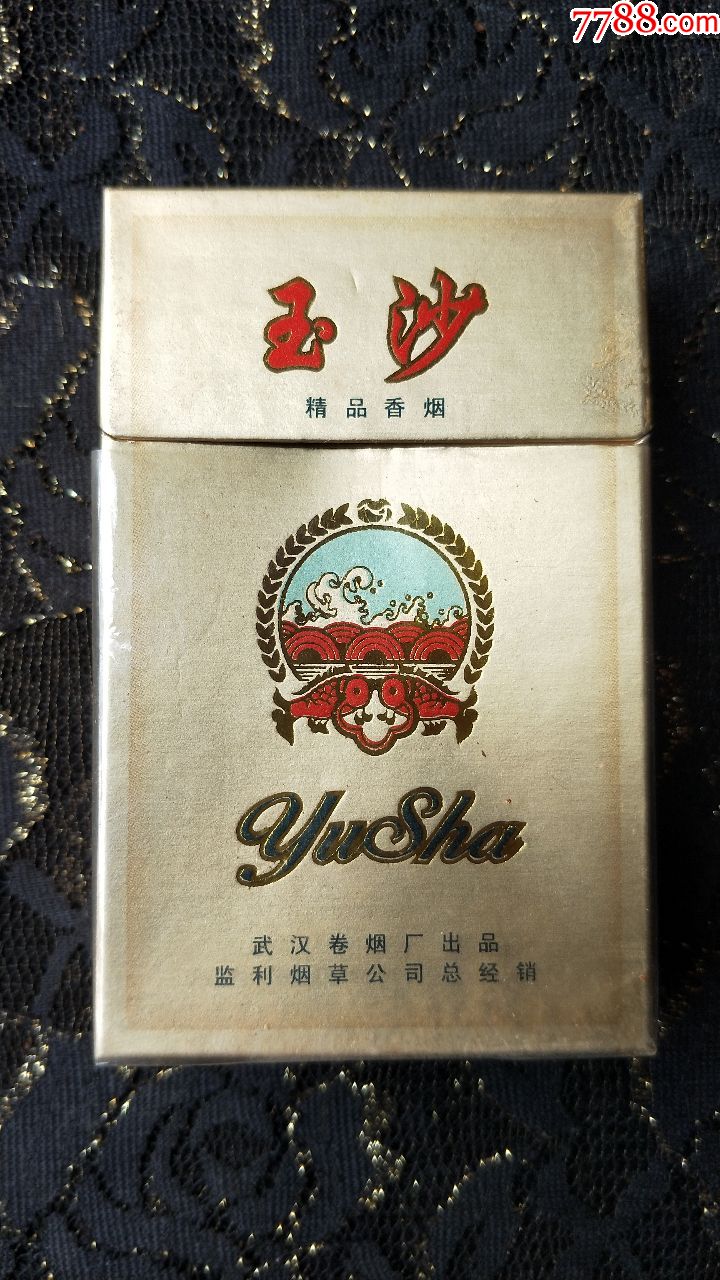 7788.com
玉沙
精品香烟
YuSha
武汉卷烟厂出品
监利烟草公司总经销